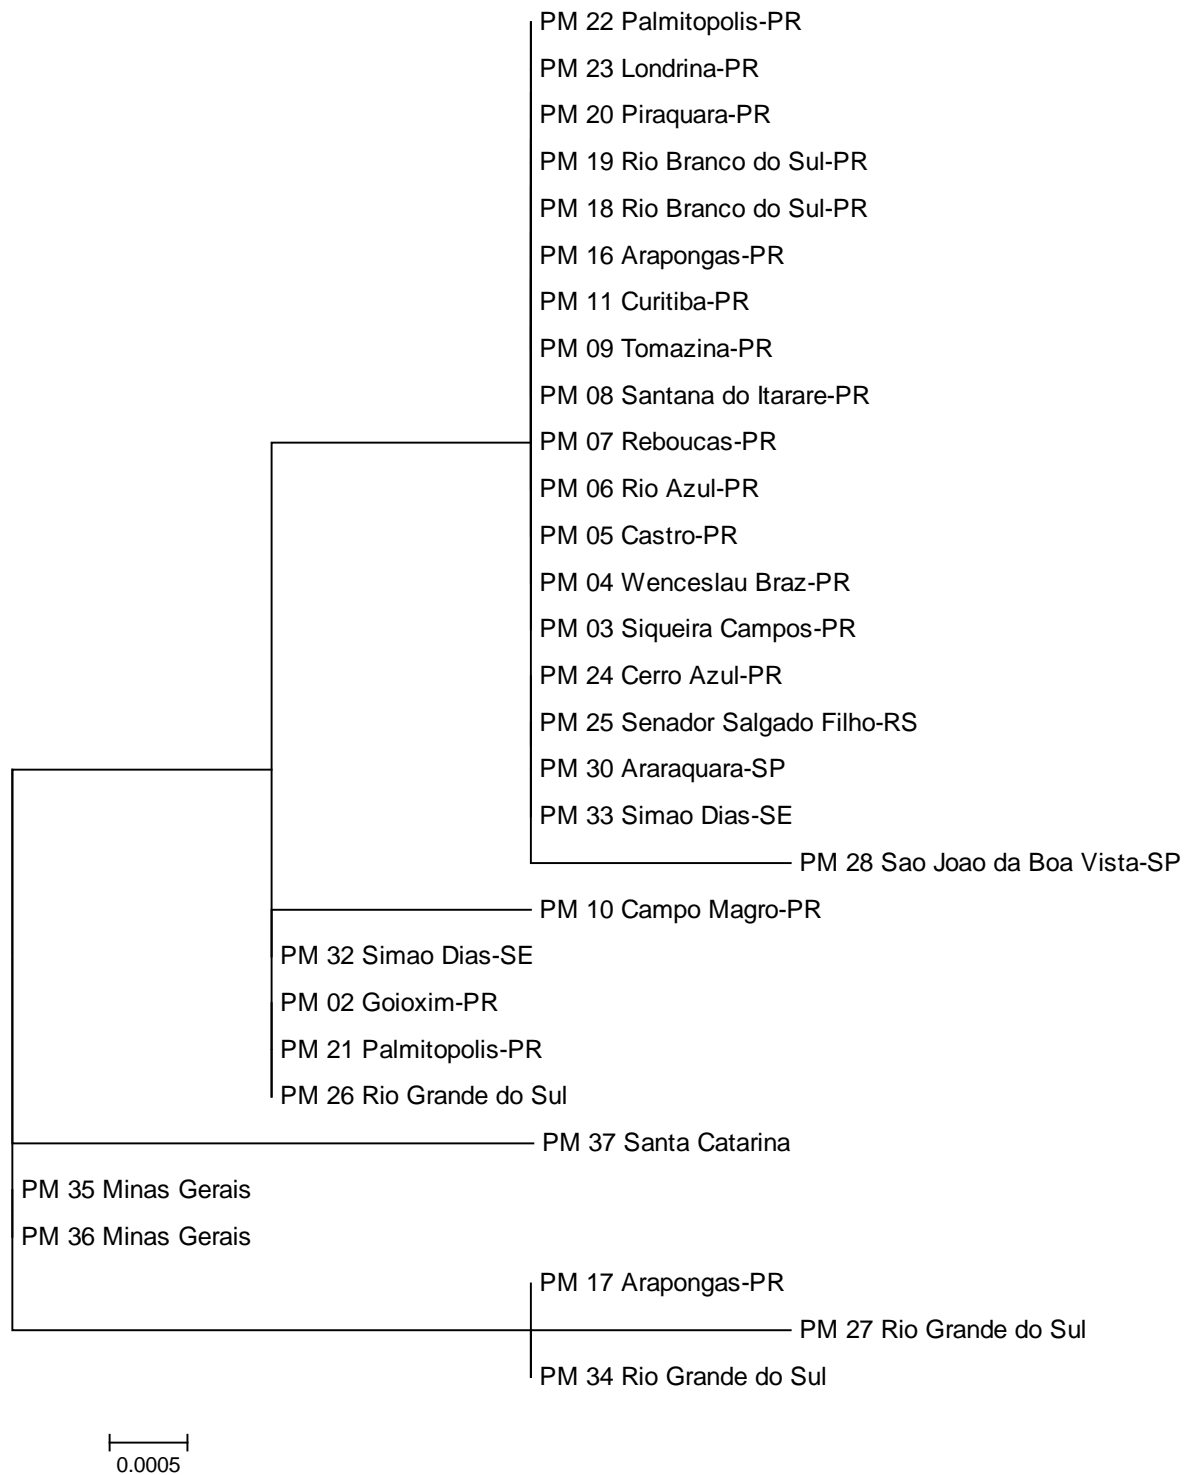 PM 22 Palmitopolis-PR
PM 23 Londrina-PR
PM 20 Piraquara-PR
PM 19 Rio Branco do Sul-PR
PM 18 Rio Branco do Sul-PR
PM 16 Arapongas-PR
PM 11 Curitiba-PR
PM 09 Tomazina-PR
PM 08 Santana do Itarare-PR
PM 07 Reboucas-PR
PM 06 Rio Azul-PR
PM 05 Castro-PR
PM 04 Wenceslau Braz-PR
PM 03 Siqueira Campos-PR
PM 24 Cerro Azul-PR
PM 25 Senador Salgado Filho-RS
PM 30 Araraquara-SP
PM 33 Simao Dias-SE
PM 28 Sao Joao da Boa Vista-SP
PM 10 Campo Magro-PR
PM 32 Simao Dias-SE
PM 02 Goioxim-PR
PM 21 Palmitopolis-PR
PM 26 Rio Grande do Sul
PM 37 Santa Catarina
PM 35 Minas Gerais
PM 36 Minas Gerais
PM 17 Arapongas-PR
PM 27 Rio Grande do Sul
PM 34 Rio Grande do Sul
0.0005